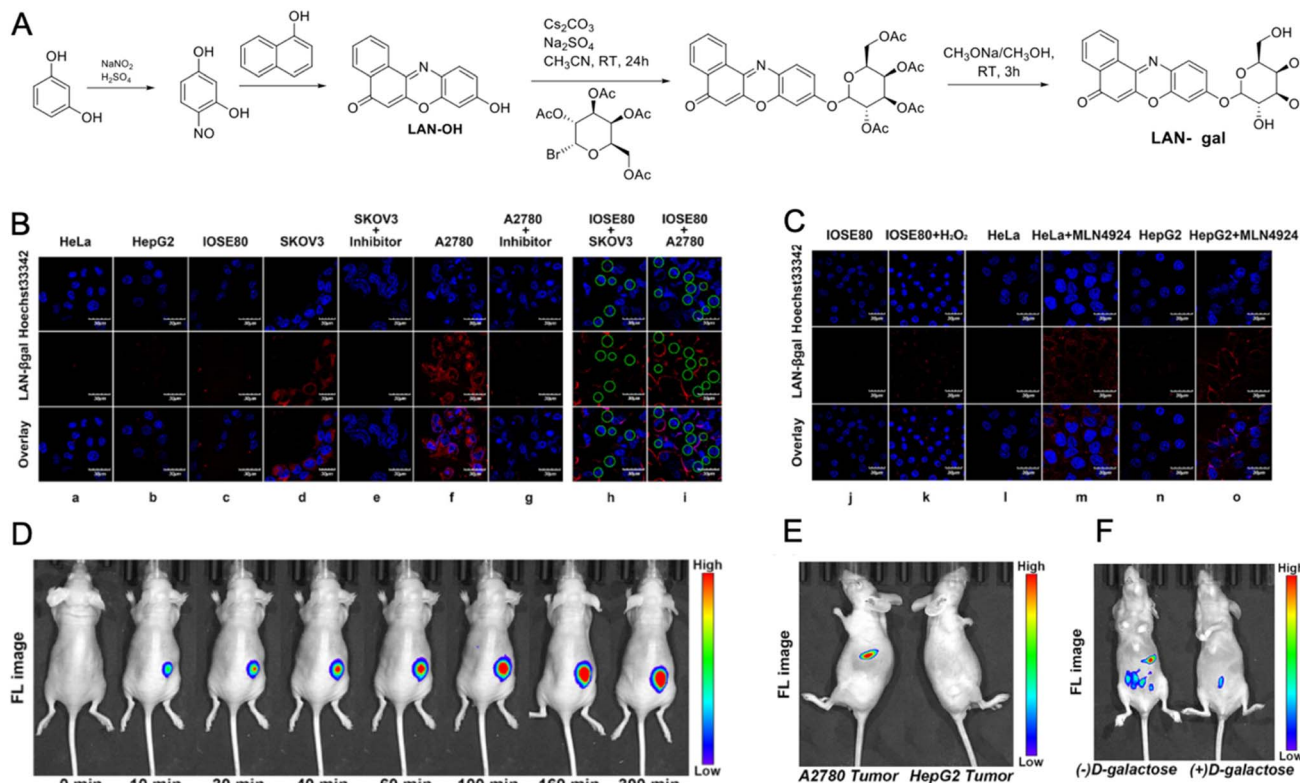 A
OH
OH
NaNO2
H2SO4
OH
OH
NO
OH
N
O
O
OH
LAN-OH
Cs2CO3
Na2SO4
CH3CN, RT, 24h
OAc
AcO
OAc
Br
O
OAc
N
O
O
O
OAc
O
OAc
OAc
OAc
CH3ONa/CH3OH,
RT, 3h
N
O
O
O
OH
O
O
O
OH
LAN- gal
B
HeLa
HepG2
IOSE80
SKOV3
SKOV3
+
Inhibitor
A2780
A2780
+
Inhibitor
IOSE80
+
SKOV3
IOSE80
+
A2780
Hoechst33342
LAN-βgal
Overlay
a b c d e f g h i
C
IOSE80 IOSE80+H2O2 HeLa HeLa+MLN4924 HepG2 HepG2+MLN4924
Hoechst33342
LAN-βgal
Overlay
j k l m n o
D
FL image
High
Low
E
FL image
A2780 Tumor HepG2 Tumor
High
Low
F
FL image
(-)D-galactose (+)D-galactose
High
Low